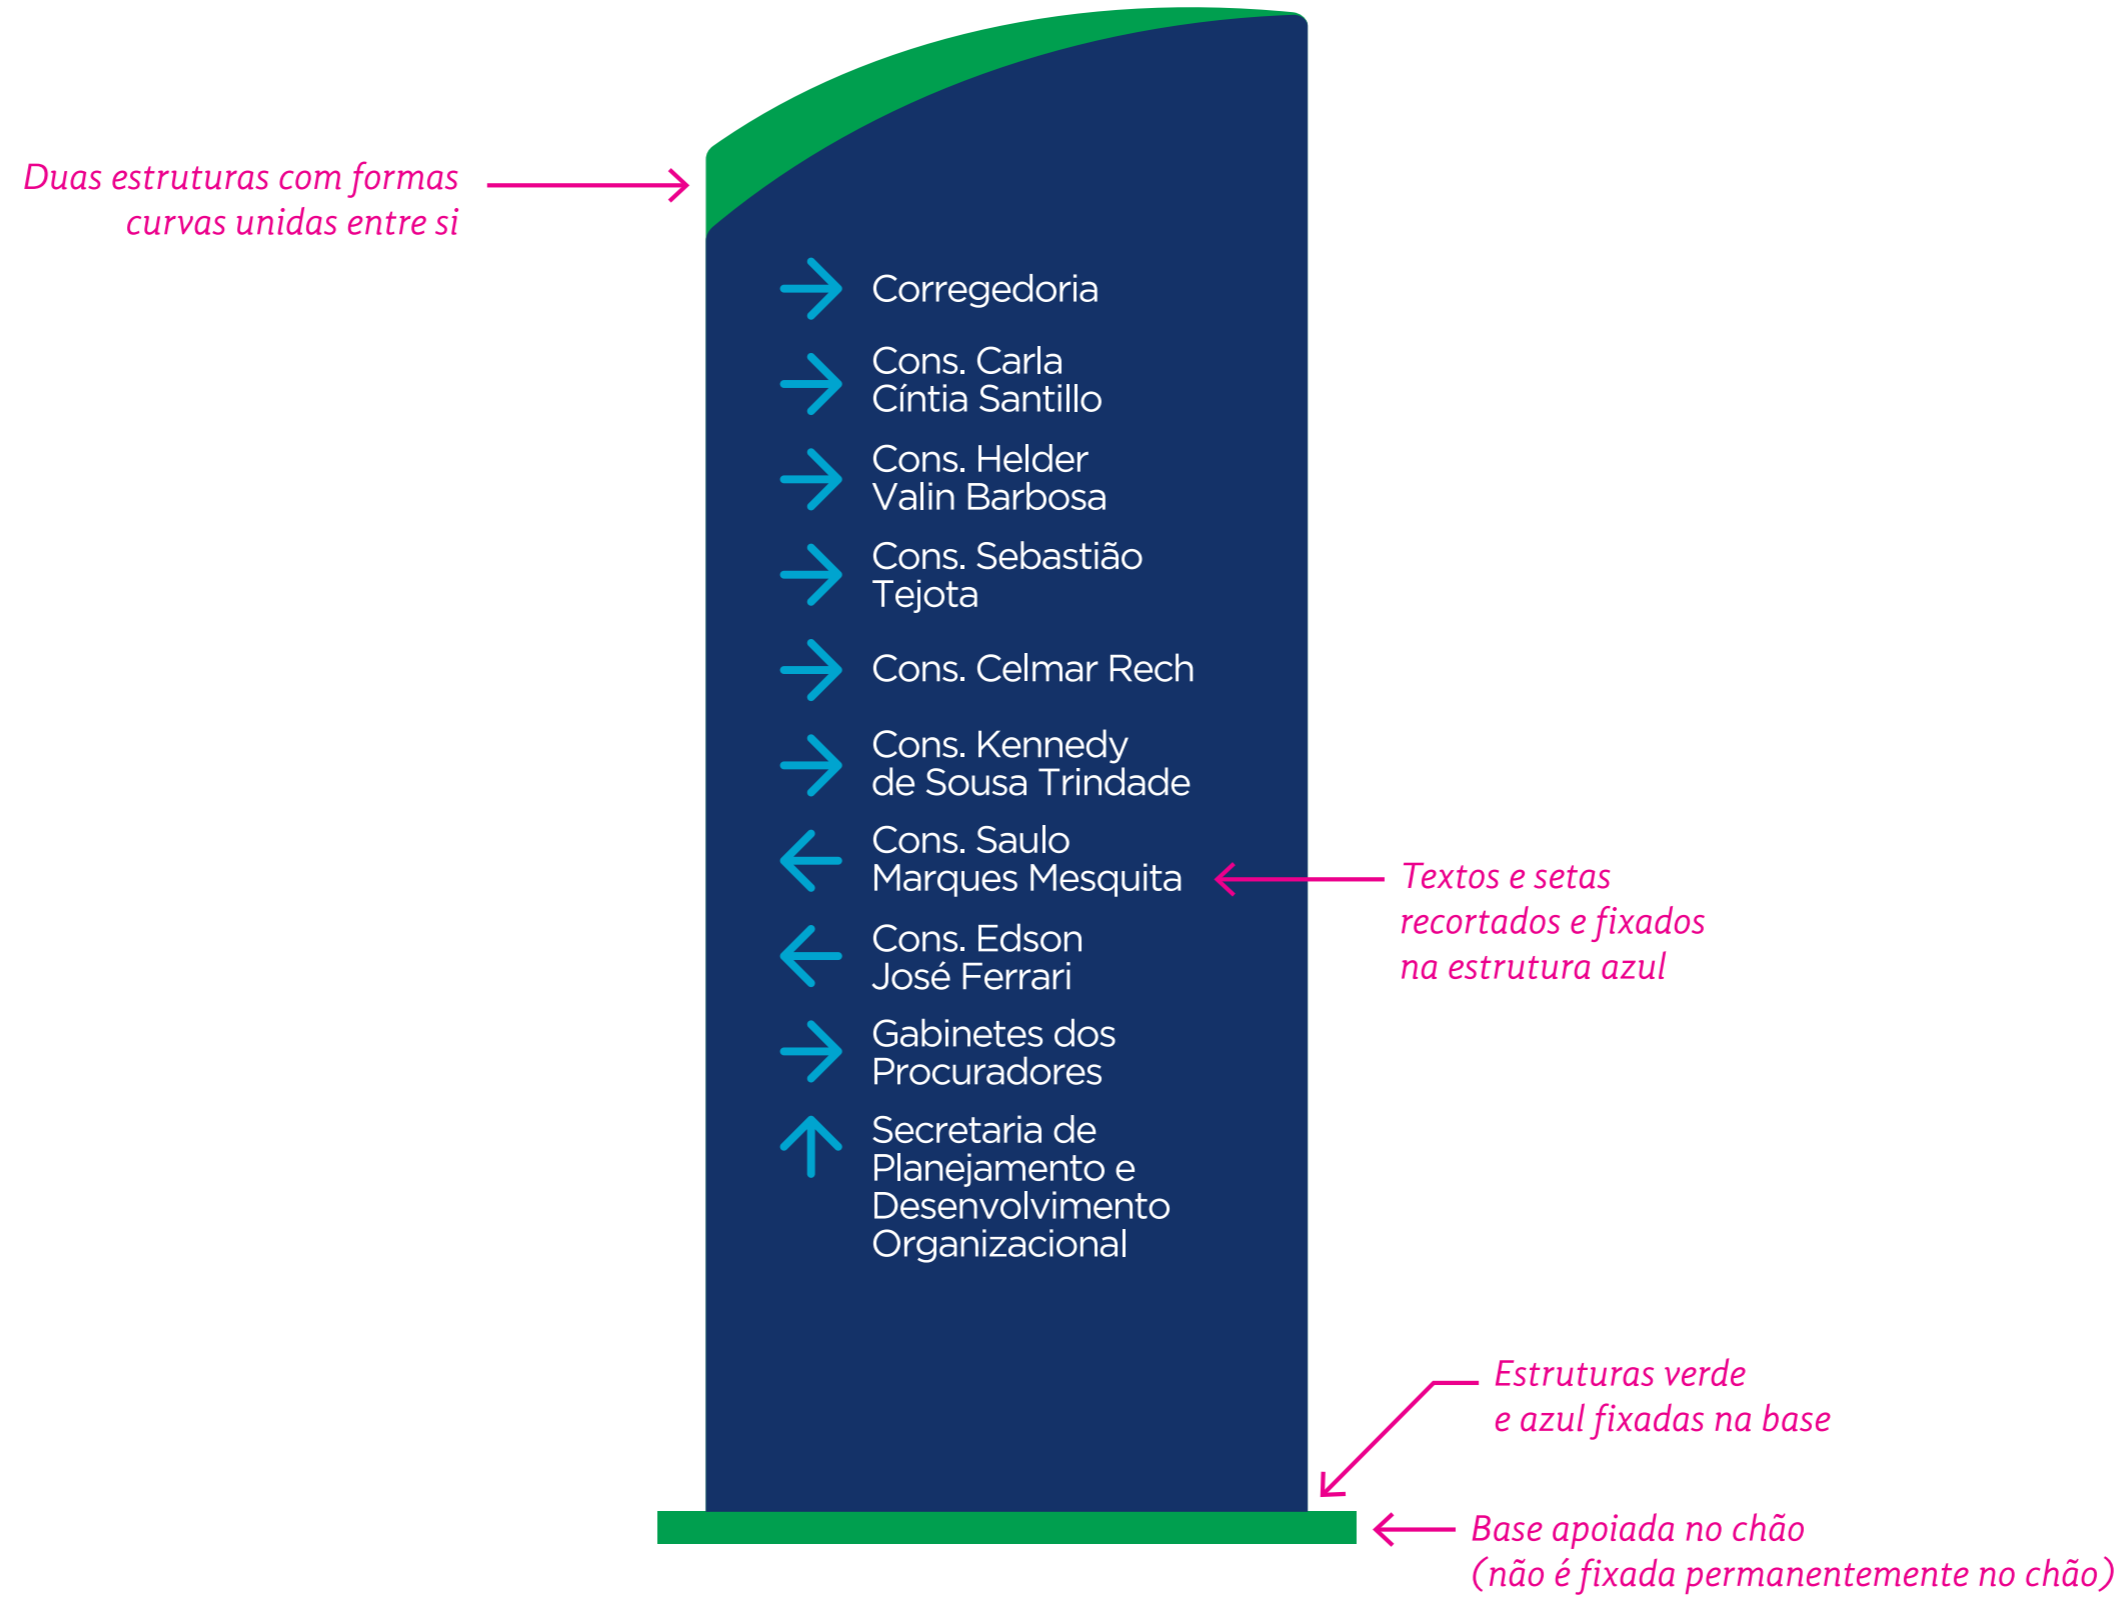 Duas estruturas com formas
curvas unidas entre si
Corregedoria
Cons. Carla
Cíntia Santillo
Cons. Helder
Valin Barbosa
Cons. Sebastião
Tejota
Cons. Celmar Rech
Cons. Kennedy
de Sousa Trindade
Cons. Saulo
Marques Mesquita
Textos e setas
recortados e fixados
na estrutura azul
Cons. Edson
José Ferrari
Gabinetes dos
Procuradores
Secretaria de
Planejamento e
Desenvolvimento
Organizacional
Estruturas verde
e azul fixadas na base
Base apoiada no chão
(não é fixada permanentemente no chão)